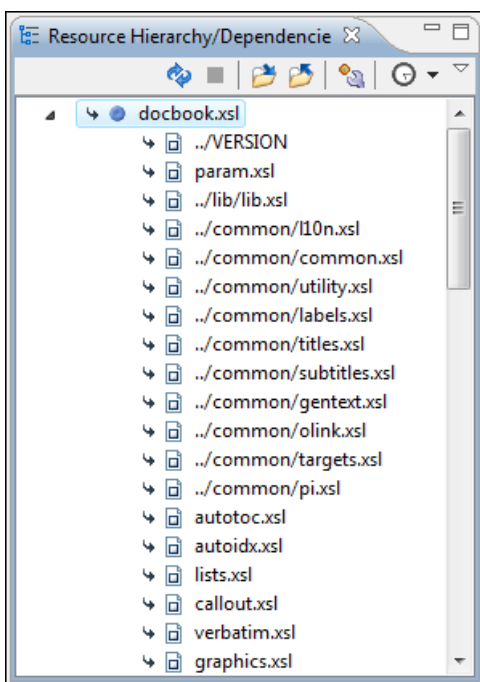 Resource Hierarchy/Dependencie
docbook.xsl
../VERSION
param.xsl
../lib/lib.xsl
../common/l10n.xsl
../common/common.xsl
../common/utility.xsl
../common/labels.xsl
../common/titles.xsl
../common/subtitles.xsl
../common/gentext.xsl
../common/olink.xsl
../common/targets.xsl
../common/pi.xsl
autotoc.xsl
autoidx.xsl
lists.xsl
callout.xsl
verbatim.xsl
graphics.xsl